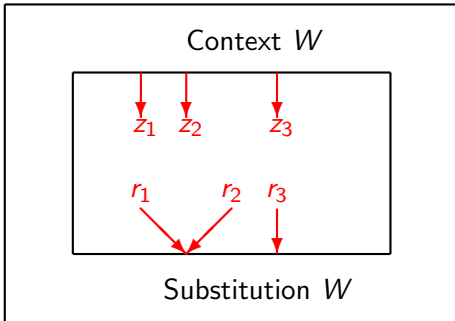 Context W
z₁ z₂ z₃
r₁ r₂ r₃
Substitution W